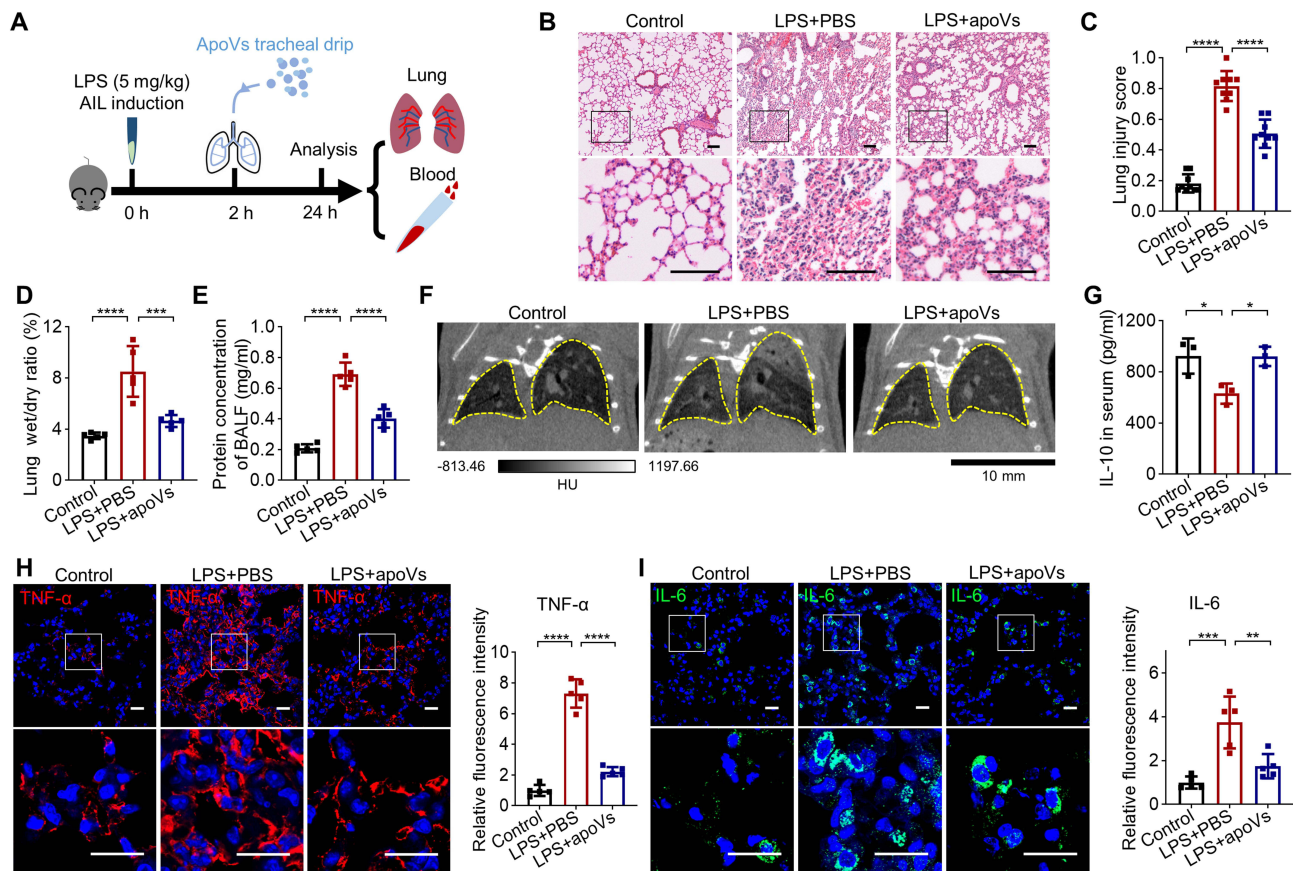 A
ApoVs tracheal drip
LPS (5 mg/kg)
AIL induction
Lung
Analysis
Blood
0 h
2 h
24 h
B
Control
LPS+PBS
LPS+apoVs
C
****
****
Lung injury score
1.0
0.8
0.6
0.4
0.2
0
Control
LPS+PBS
LPS+apoVs
D
****
***
Lung wet/dry ratio (%)
12
8
4
0
Control
LPS+PBS
LPS+apoVs
E
****
****
Protein concentration
of BALF (mg/ml)
1.0
0.8
0.6
0.4
0.2
0
Control
LPS+PBS
LPS+apoVs
F
Control
LPS+PBS
LPS+apoVs
-813.46
1197.66
HU
10 mm
G
*
*
IL-10 in serum (pg/ml)
1200
900
600
300
0
Control
LPS+PBS
LPS+apoVs
H
Control
LPS+PBS
LPS+apoVs
TNF-α
TNF-α
TNF-α
TNF-α
****
****
Relative fluorescence intensity
10
8
6
4
2
0
Control
LPS+PBS
LPS+apoVs
I
Control
LPS+PBS
LPS+apoVs
IL-6
IL-6
IL-6
IL-6
***
**
Relative fluorescence intensity
6
4
2
0
Control
LPS+PBS
LPS+apoVs